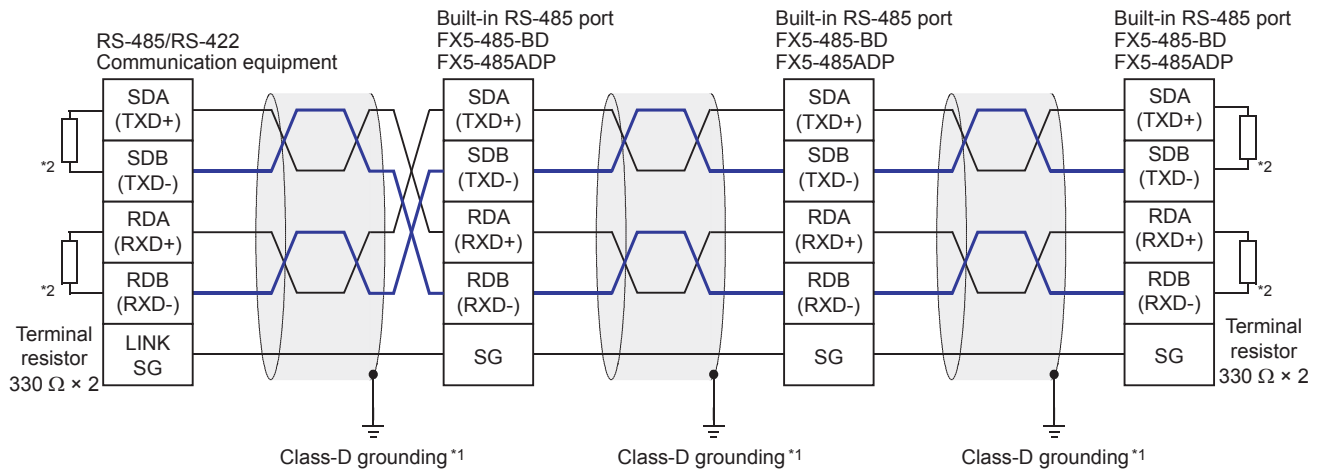 RS-485/RS-422
Communication equipment
Built-in RS-485 port
FX5-485-BD
FX5-485ADP
Built-in RS-485 port
FX5-485-BD
FX5-485ADP
Built-in RS-485 port
FX5-485-BD
FX5-485ADP
SDA
(TXD+)
SDB
(TXD-)
RDA
(RXD+)
RDB
(RXD-)
LINK
SG
*2
*2
Terminal
resistor
330 Ω × 2
SDA
(TXD+)
SDB
(TXD-)
RDA
(RXD+)
RDB
(RXD-)
SG
SDA
(TXD+)
SDB
(TXD-)
RDA
(RXD+)
RDB
(RXD-)
SG
SDA
(TXD+)
SDB
(TXD-)
RDA
(RXD+)
RDB
(RXD-)
SG
*2
*2
Terminal
resistor
330 Ω × 2
Class-D grounding *1
Class-D grounding *1
Class-D grounding *1